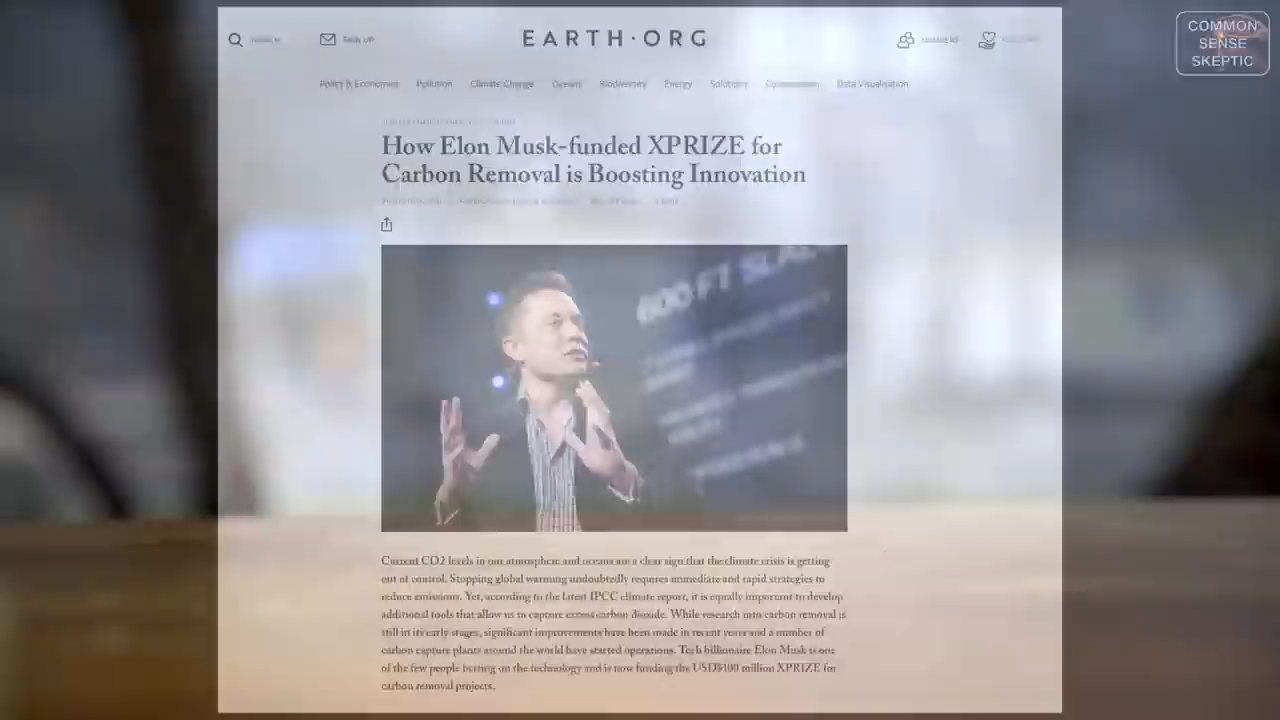 COMMON
SENSE
SKEPTIC
SIGN UP
EARTH·ORG
MEMBERS
Policy & Economics Pollution Climate Change Oceans Biodiversity Energy Solutions Conservation Data Visualisation
How Elon Musk-funded XPRIZE for
Carbon Removal is Boosting Innovation
600 FT
Current CO2 levels in our atmosphere and oceans are a clear sign that the climate crisis is getting
out of control. Stopping global warming undoubtedly requires immediate and rapid strategies to
reduce emissions. Yet, according to the latest IPCC climate report, it is equally important to develop
additional tools that allow us to capture excess carbon dioxide. While research into carbon removal is
still in its early stages, significant improvements have been made in recent years and a number of
carbon capture plants around the world have started operations. Tech billionaire Elon Musk is one
of the few people betting on the technology and is now funding the USD$100 million XPRIZE for
carbon removal projects.